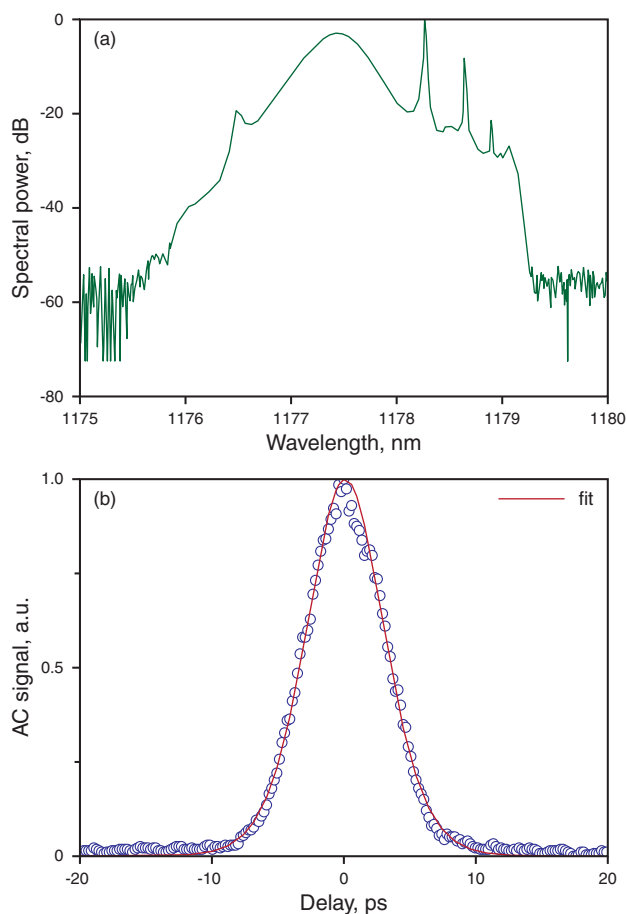 (a)
Spectral power, dB
0
-20
-40
-60
-80
1175
1176
1177
1178
1179
1180
Wavelength, nm
(b)
fit
AC signal, a.u.
1.0
0.5
0
-20
-10
0
10
20
Delay, ps